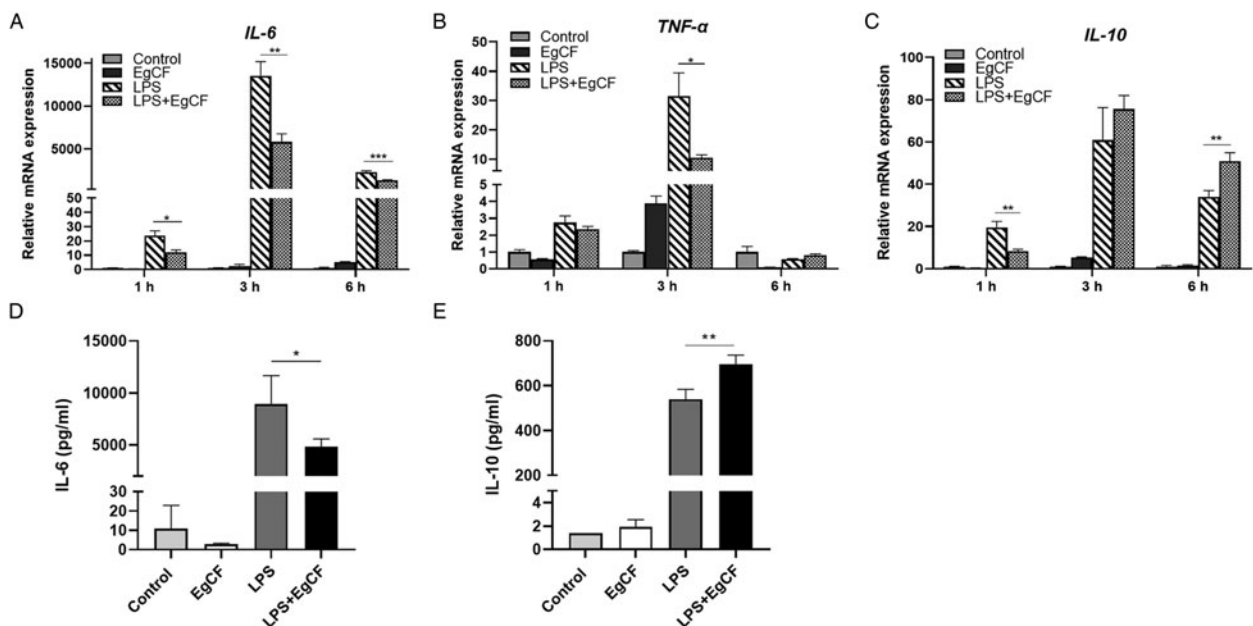 A
IL-6
Relative mRNA expression
15000
10000
5000
50
40
30
20
10
0
Control
EgCF
LPS
LPS+EgCF
*
**
***
1 h
3 h
6 h
B
TNF-α
Relative mRNA expression
40
30
20
10
5
4
3
2
1
0
Control
EgCF
LPS
LPS+EgCF
*
1 h
3 h
6 h
C
IL-10
Relative mRNA expression
100
80
60
40
20
0
Control
EgCF
LPS
LPS+EgCF
**
**
1 h
3 h
6 h
D
IL-6 (pg/ml)
15000
10000
5000
30
20
10
0
*
Control
EgCF
LPS
LPS+EgCF
E
IL-10 (pg/ml)
800
600
400
6
4
2
0
**
Control
EgCF
LPS
LPS+EgCF